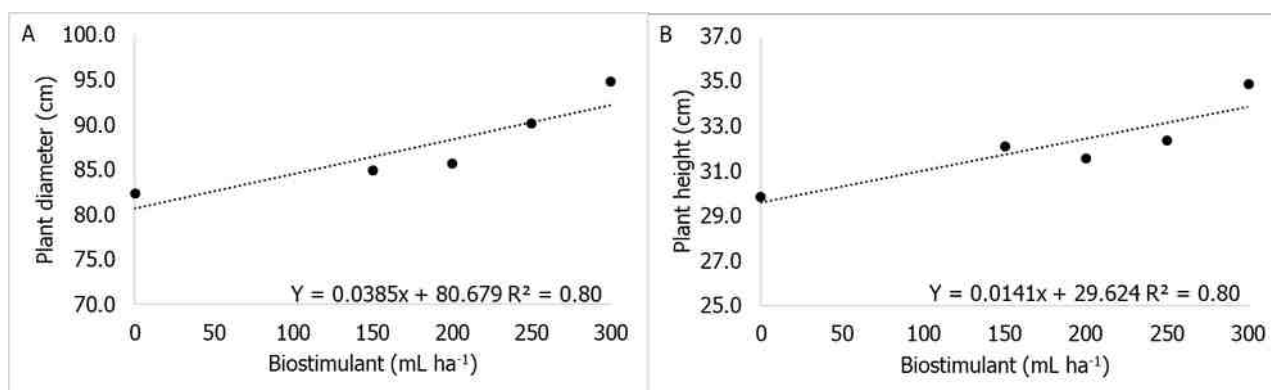 A
100.0
95.0
90.0
85.0
80.0
75.0
70.0
Plant diameter (cm)
Y = 0.0385x + 80.679 R² = 0.80
0 50 100 150 200 250 300
Biostimulant (mL ha⁻¹)
B
37.0
35.0
33.0
31.0
29.0
27.0
25.0
Plant height (cm)
Y = 0.0141x + 29.624 R² = 0.80
0 50 100 150 200 250 300
Biostimulant (mL ha⁻¹)